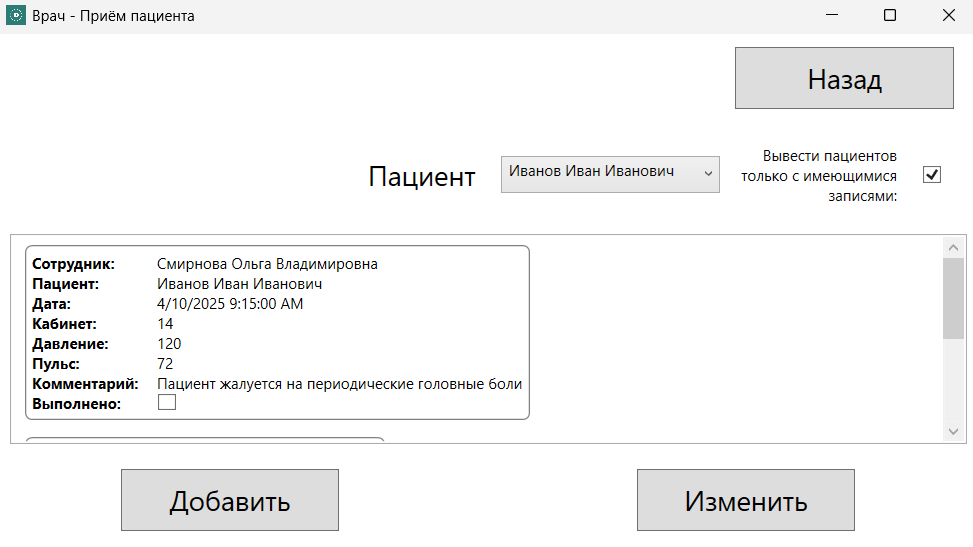 Врач - Приём пациента
Назад
Пациент
Иванов Иван Иванович
Вывести пациентов
только с имеющимися
записями:
Сотрудник: Смирнова Ольга Владимировна
Пациент: Иванов Иван Иванович
Дата: 4/10/2025 9:15:00 AM
Кабинет: 14
Давление: 120
Пульс: 72
Комментарий: Пациент жалуется на периодические головные боли
Выполнено:
Добавить
Изменить